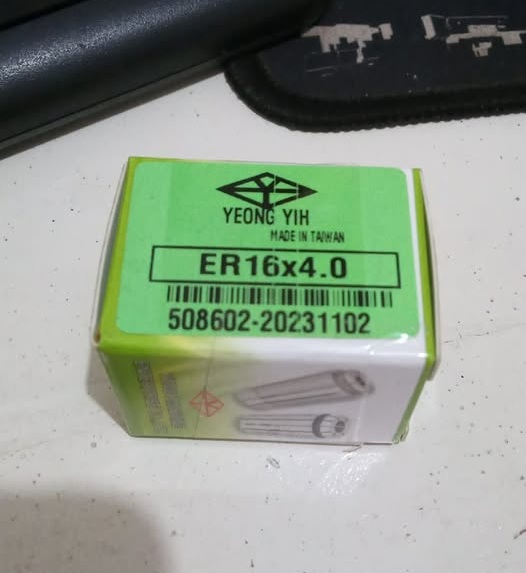 YEONG YIH
MADE IN TAIWAN
ER16x4.0
508602-20231102